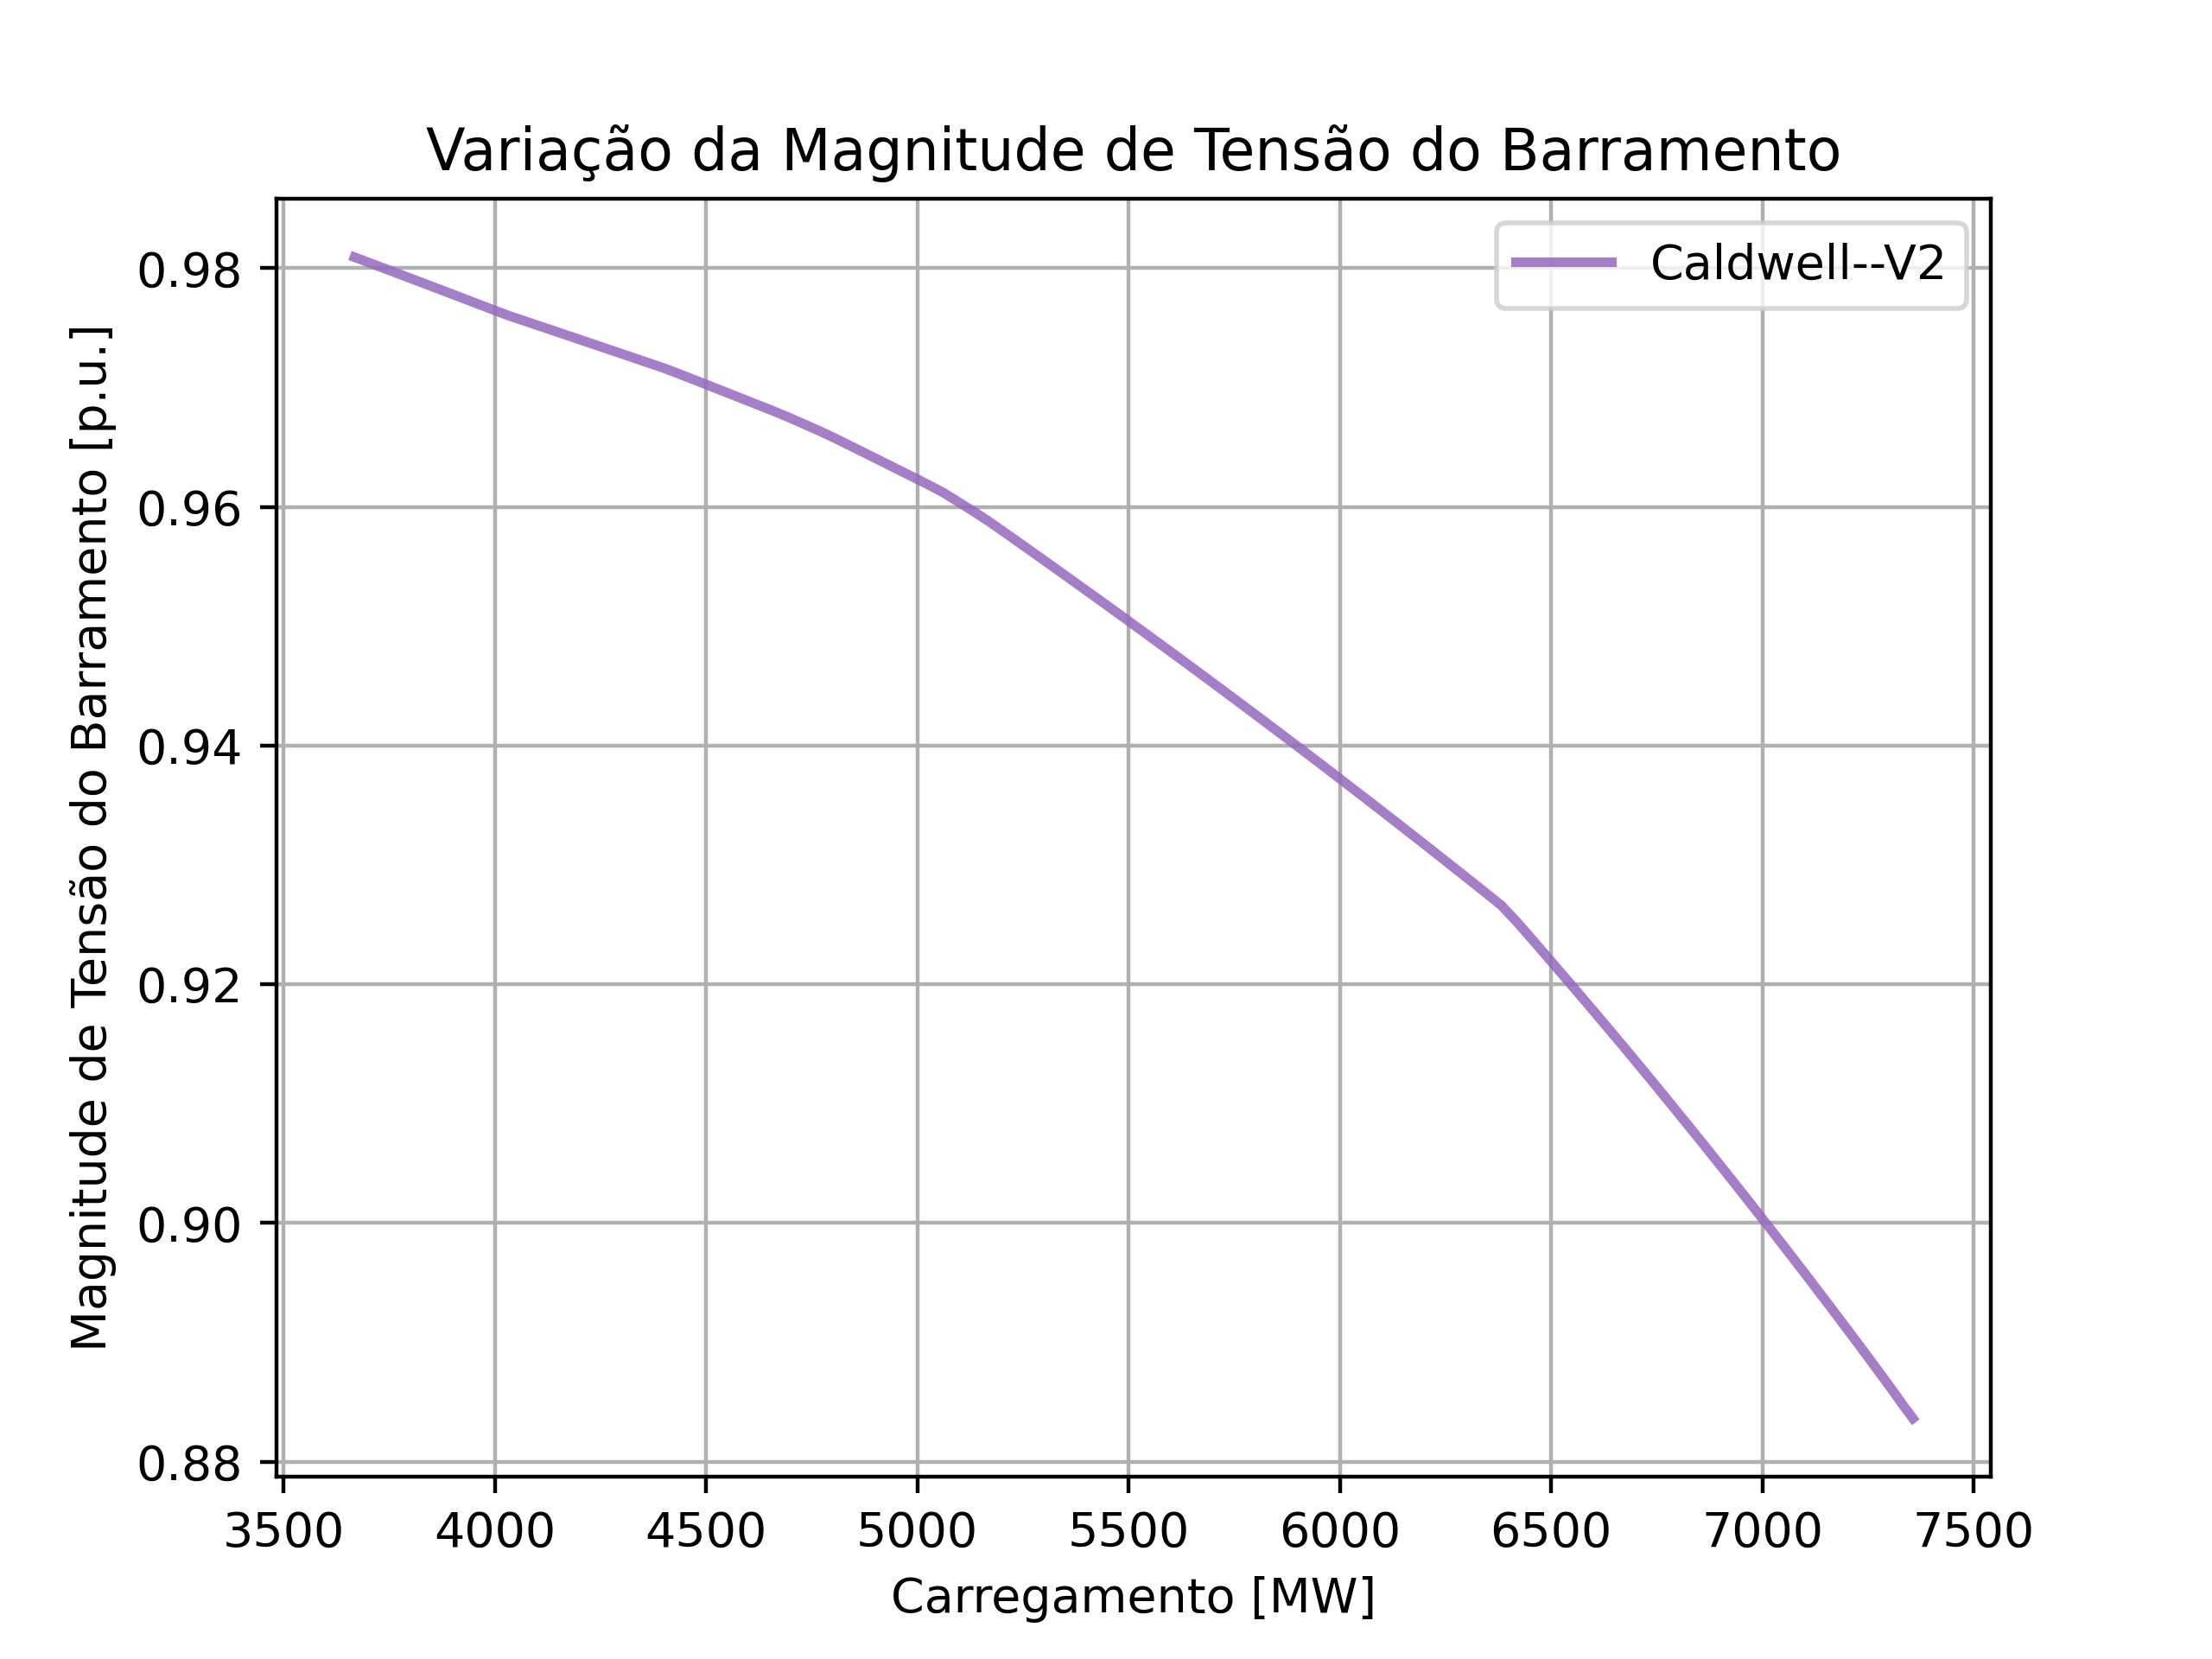 Variação da Magnitude de Tensão do Barramento
Caldwell--V2
Magnitude de Tensão do Barramento [p.u.]
0.98
0.96
0.94
0.92
0.90
0.88
3500 4000 4500 5000 5500 6000 6500 7000 7500
Carregamento [MW]